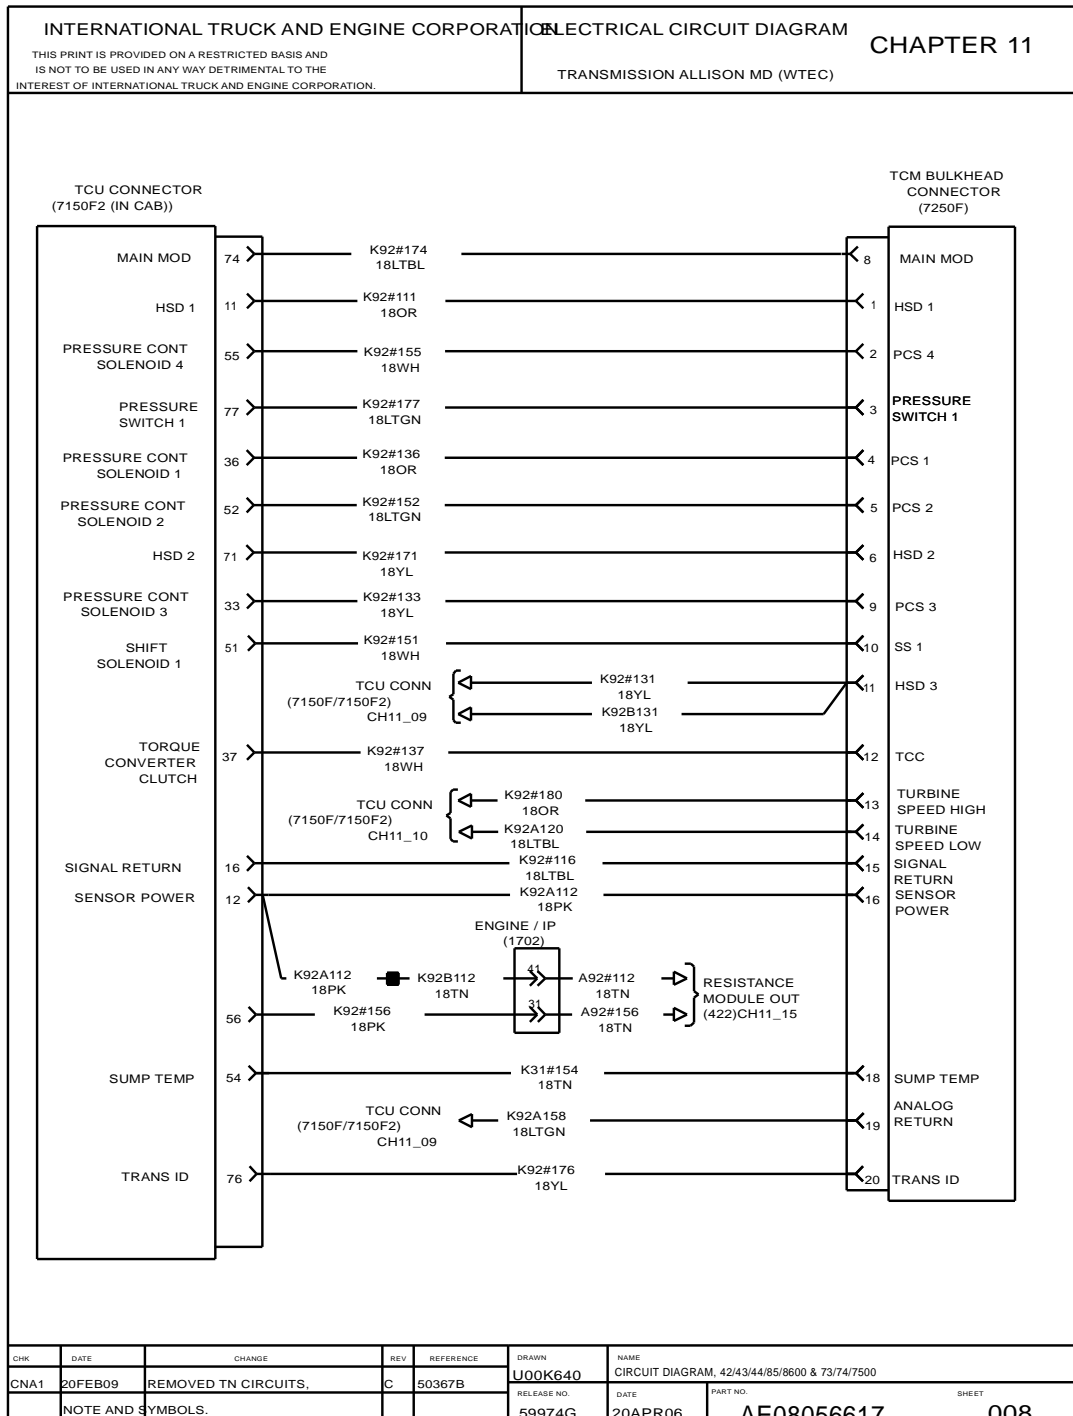 INTERNATIONAL TRUCK AND ENGINE CORPORATION
THIS PRINT IS PROVIDED ON A RESTRICTED BASIS AND
IS NOT TO BE USED IN ANY WAY DETRIMENTAL TO THE
INTEREST OF INTERNATIONAL TRUCK AND ENGINE CORPORATION.
ELECTRICAL CIRCUIT DIAGRAM
TRANSMISSION ALLISON MD (WTEC)
CHAPTER 11
TCU CONNECTOR
(7150F2 (IN CAB))
TCM BULKHEAD
CONNECTOR
(7250F)
MAIN MOD 74 K92#174 8 MAIN MOD
18LTBL
HSD 1 11 K92#111 1 HSD 1
18OR
PRESSURE CONT
SOLENOID 4 55 K92#155 2 PCS 4
18WH
PRESSURE
SWITCH 1 77 K92#177 3 PRESSURE
18LTGN SWITCH 1
PRESSURE CONT
SOLENOID 1 36 K92#136 4 PCS 1
18OR
PRESSURE CONT
SOLENOID 2 52 K92#152 5 PCS 2
18LTGN
HSD 2 71 K92#171 6 HSD 2
18YL
PRESSURE CONT
SOLENOID 3 33 K92#133 9 PCS 3
18YL
SHIFT
SOLENOID 1 51 K92#151 10 SS 1
18WH
TCU CONN
(7150F/7150F2)
CH11_09
K92#131 11 HSD 3
18YL
K92B131
18YL
TORQUE
CONVERTER
CLUTCH
37 K92#137 12 TCC
18WH
TCU CONN
(7150F/7150F2)
CH11_10
K92#180 13 TURBINE
18OR SPEED HIGH
K92A120 14 TURBINE
18LTBL SPEED LOW
SIGNAL RETURN 16 K92#116 15 SIGNAL
18LTBL RETURN
SENSOR POWER 12 K92A112 16 SENSOR
18PK POWER
ENGINE / IP
(1702)
K92A112 K92B112 41 A92#112
18PK 18TN 18TN
RESISTANCE
MODULE OUT
(422)CH11_15
56 K92#156 31 A92#156
18PK 18TN
SUMP TEMP 54 K31#154 18 SUMP TEMP
18TN
TCU CONN
(7150F/7150F2)
CH11_09
K92A158 19 ANALOG
18LTGN RETURN
TRANS ID 76 K92#176 20 TRANS ID
18YL
CHK DATE CHANGE REV REFERENCE DRAWN NAME
CNA1 20FEB09 REMOVED TN CIRCUITS, C 50367B U00K640 CIRCUIT DIAGRAM, 42/43/44/85/8600 & 73/74/7500
RELEASE NO. DATE PART NO. SHEET
NOTE AND SYMBOLS. 59974G 20APR06 AE08056617 008